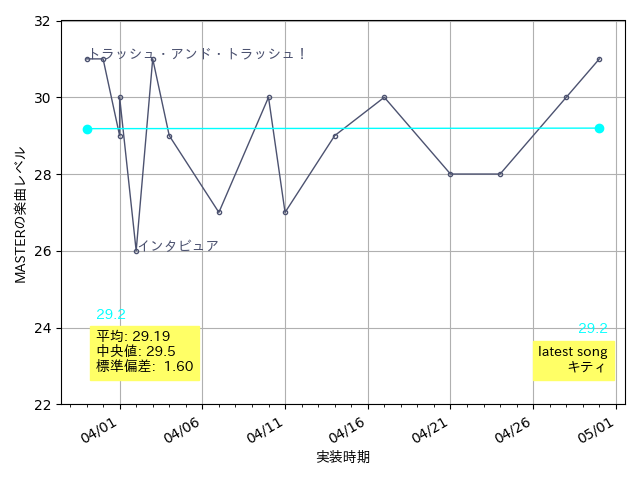 32
30
28
26
24
22
MASTERの楽曲レベル
トラッシュ・アンド・トラッシュ！
インタビュア
29.2
平均: 29.19
中央値: 29.5
標準偏差: 1.60
29.2
latest song
キティ
04/01
04/06
04/11
04/16
04/21
04/26
05/01
実装時期